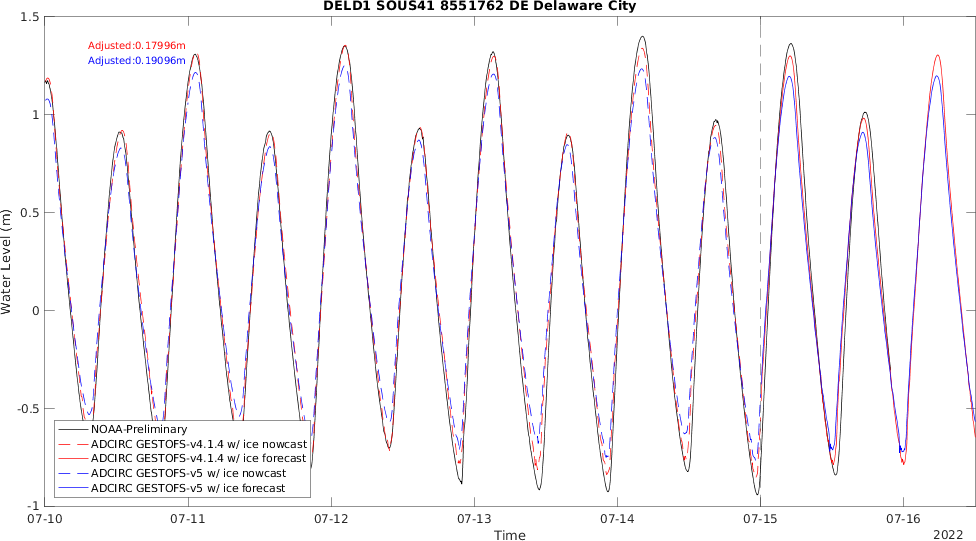 DELD1 SOUS41 8551762 DE Delaware City
1.5
Adjusted:0.17996m
Adjusted:0.19096m
1
0.5
Water Level (m)
0
-0.5
NOAA-Preliminary
ADCIRC GESTOFS-v4.1.4 w/ ice nowcast
ADCIRC GESTOFS-v4.1.4 w/ ice forecast
ADCIRC GESTOFS-v5 w/ ice nowcast
ADCIRC GESTOFS-v5 w/ ice forecast
-1
07-10 07-11 07-12 07-13 07-14 07-15 07-16
Time
2022